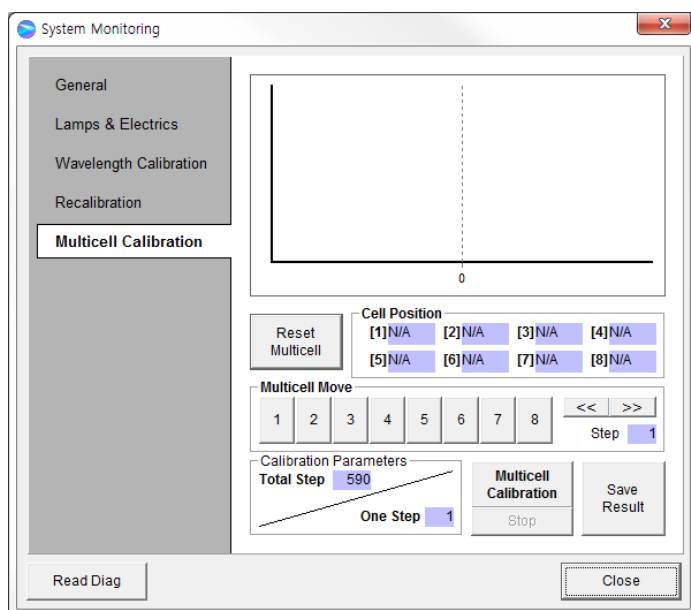 System Monitoring
x
General
Lamps & Electrics
Wavelength Calibration
Recalibration
Multicell Calibration
0
Reset
Multicell
Cell Position
[1] N/A [2] N/A [3] N/A [4] N/A
[5] N/A [6] N/A [7] N/A [8] N/A
Multicell Move
1 2 3 4 5 6 7 8
<< >>
Step 1
Calibration Parameters
Total Step 590
One Step 1
Multicell
Calibration
Stop
Save
Result
Read Diag
Close